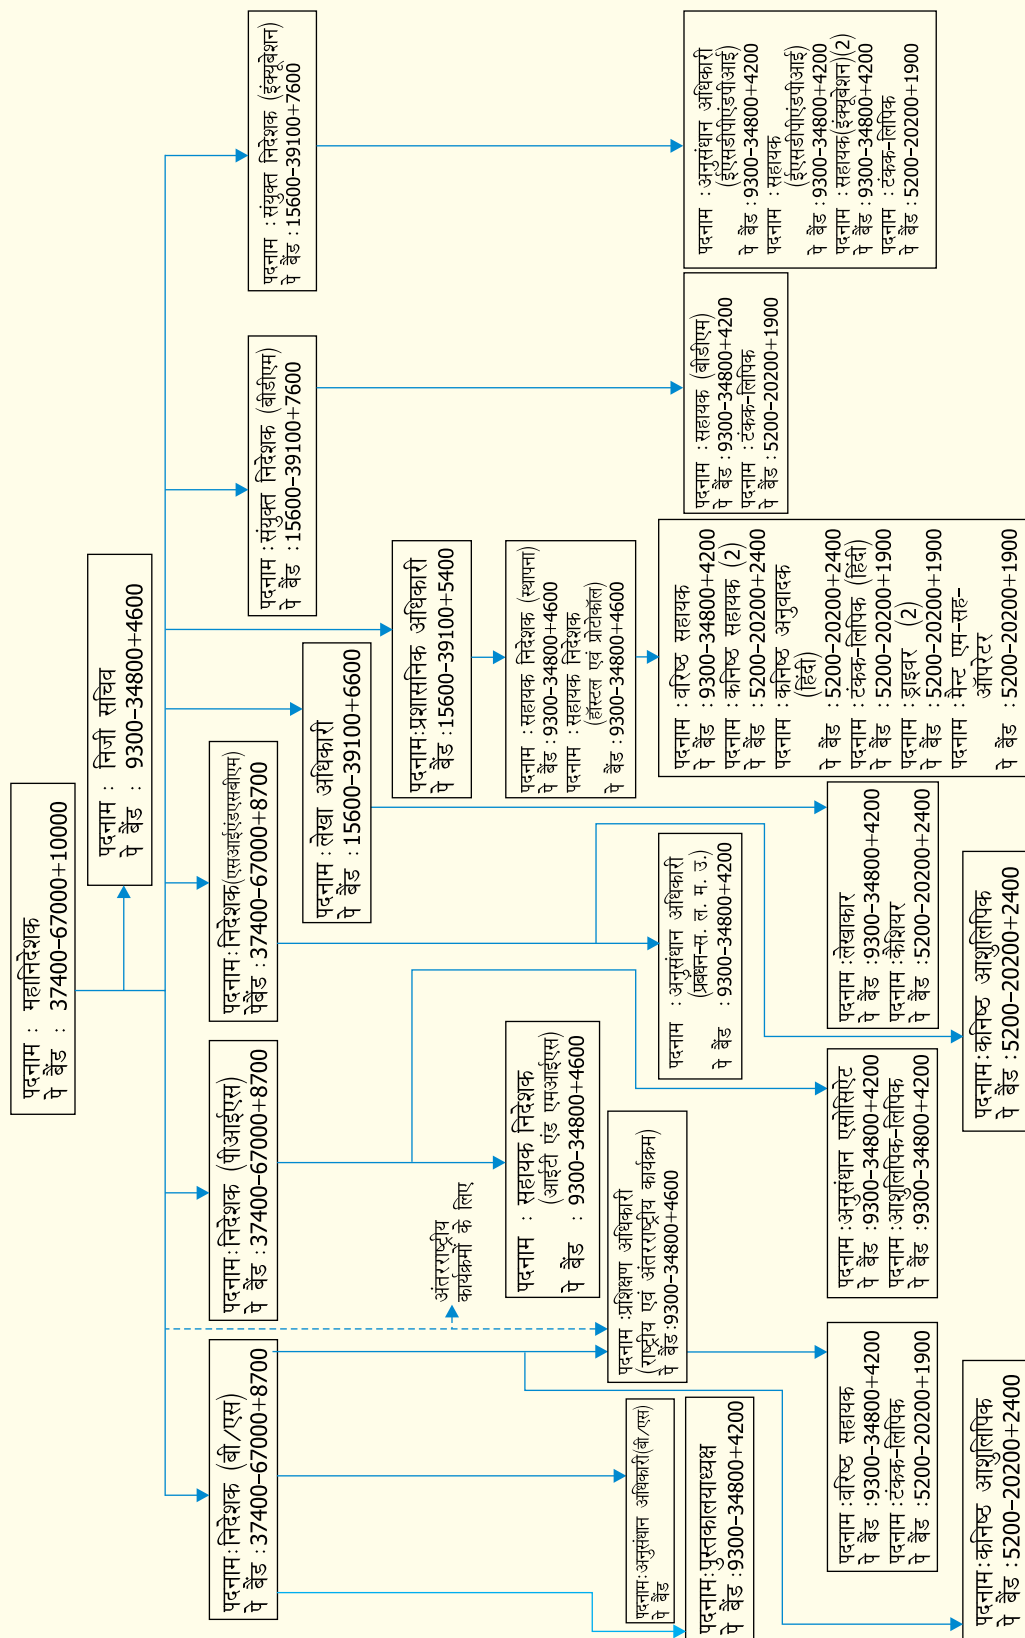 पदनाम : महानिदेशक
पे बैंड : 37400-67000+10000
पदनाम : निजी सचिव
पे बैंड : 9300-34800+4600
पदनाम:निदेशक (बी/एस)
पे बैंड :37400-67000+8700
पदनाम:निदेशक (पीआईएस)
पे बैंड :37400-67000+8700
पदनाम:निदेशक(एसआईएंडएसबीएम)
पेबैंड :37400-67000+8700
पदनाम :संयुक्त निदेशक (बीडीएम)
पे बैंड :15600-39100+7600
पदनाम :संयुक्त निदेशक (इंक्यूबेशन)
पे बैंड :15600-39100+7600
पदनाम:लेखा अधिकारी
पे बैंड :15600-39100+6600
पदनाम:प्रशासनिक अधिकारी
पे बैंड :15600-39100+5400
अंतरराष्ट्रीय
कार्यक्रमों के लिए
पदनाम : सहायक निदेशक
(आईटी एंड एमआईएस)
पे बैंड : 9300-34800+4600
पदनाम :सहायक निदेशक (स्थापना)
पे बैंड :9300-34800+4600
पदनाम :सहायक निदेशक
(हॉस्टल एवं प्रोटोकॉल)
पे बैंड :9300-34800+4600
पदनाम :प्रशिक्षण अधिकारी
(राष्ट्रीय एवं अंतरराष्ट्रीय कार्यक्रम)
पे बैंड:9300-34800+4600
पदनाम:अनुसंधान अधिकारी(बी/एस)
पे बैंड
पदनाम : अनुसंधान अधिकारी
(प्रबंधन-स. ल. म. उ.)
पे बैंड : 9300-34800+4200
पदनाम :वरिष्ठ सहायक
पे बैंड :9300-34800+4200
पदनाम :कनिष्ठ सहायक (2)
पे बैंड :5200-20200+2400
पदनाम :कनिष्ठ अनुवादक
(हिंदी)
पे बैंड :5200-20200+2400
पदनाम :टंकक-लिपिक (हिंदी)
पे बैंड :5200-20200+1900
पदनाम :ड्राइवर (2)
पे बैंड :5200-20200+1900
पदनाम :मैन्ट एम-सह-
ऑपरेटर
पे बैंड :5200-20200+1900
पदनाम:पुस्तकालयाध्यक्ष
पे बैंड :9300-34800+4200
पदनाम :सहायक (बीडीएम)
पे बैंड :9300-34800+4200
पदनाम :टंकक-लिपिक
पे बैंड :5200-20200+1900
पदनाम :अनुसंधान अधिकारी
(ईएसडीपीएंडपीआई)
पे बैंड :9300-34800+4200
पदनाम :सहायक
(ईएसडीपीएंडपीआई)
पे बैंड :9300-34800+4200
पदनाम :सहायक(इंक्यूबेशन)(2)
पे बैंड :9300-34800+4200
पदनाम :टंकक-लिपिक
पे बैंड :5200-20200+1900
पदनाम :वरिष्ठ सहायक
पे बैंड :9300-34800+4200
पदनाम :टंकक-लिपिक
पे बैंड :5200-20200+1900
पदनाम :अनुसंधान एसोसिएट
पे बैंड :9300-34800+4200
पदनाम :आशुलिपिक-लिपिक
पे बैंड :9300-34800+4200
पदनाम :लेखाकार
पे बैंड :9300-34800+4200
पदनाम :कैशियर
पे बैंड :5200-20200+2400
पदनाम:कनिष्ठ आशुलिपिक
पे बैंड :5200-20200+2400
पदनाम:कनिष्ठ आशुलिपिक
पे बैंड :5200-20200+2400